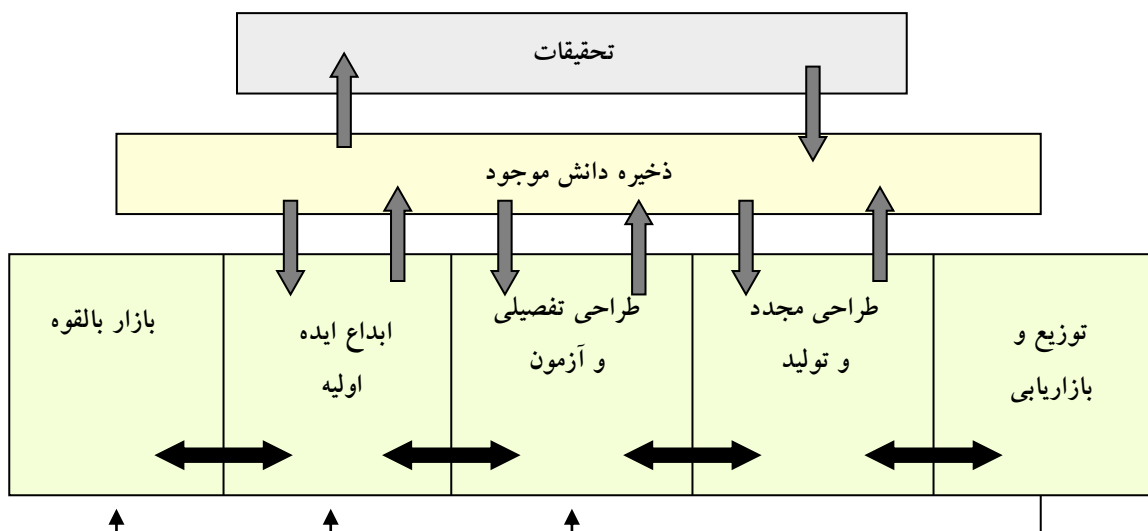 تحقیقات
ذخیره دانش موجود
بازار بالقوه
ابداع ایده
اولیه
طراحی تفصیلی
و آزمون
طراحی مجدد
و تولید
توزیع و
بازاریابی